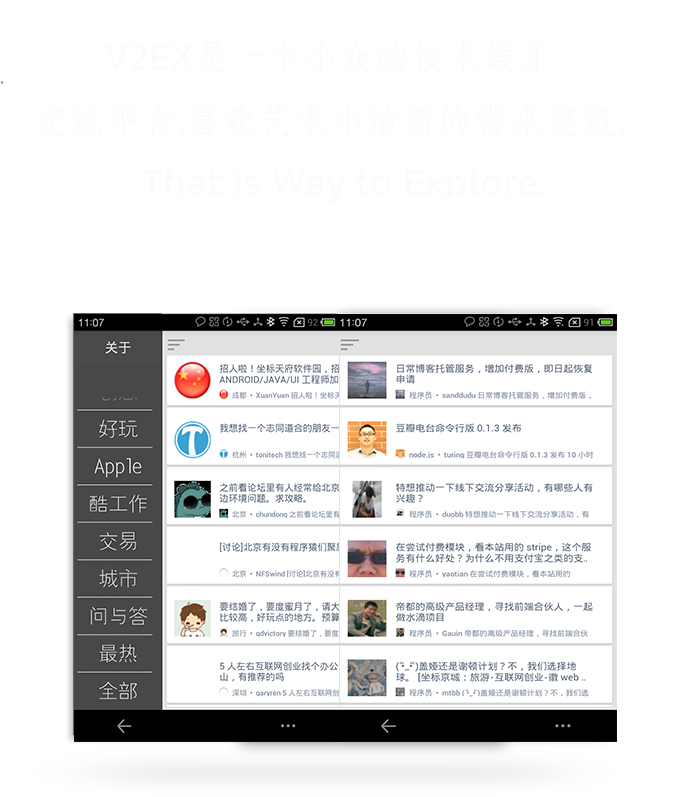 V2EX是一个小众的技术娱乐
交流平台,喜欢艺术小清新的常来逛逛,
That is Way to Explore.
11:07
92
关于
好玩
Apple
酷工作
交易
城市
问与答
最热
全部
招人啦！坐标天府软件园，招
ANDROID/JAVA/UI 工程师加
成都 • XuanYuan 招人啦！坐标天
我想找一个志同道合的朋友一
杭州 • tonitech 我想找一个志同道
之前看论坛里有人经常给北京
边环境问题。求攻略。
北京 • chundong 之前看论坛里有
[讨论]北京有没有程序猿们聚居
北京 • NFSwind [讨论]北京有没有
要结婚了，要度蜜月了，请大
比较高，好玩点的地方。预算
旅行 • qdvictory 要结婚了，要度
5 人左右互联网创业找个办公
山，有推荐的吗
深圳 • garyren 5 人左右互联网创
11:07
91
日常博客托管服务，增加付费版，即日起恢复
申请
程序员 • sanddudu 日常博客托管服务，增加付费版，
豆瓣电台命令行版 0.1.3 发布
node.js • turing 豆瓣电台命令行版 0.1.3 发布 10 小时
特想推动一下线下交流分享活动，有哪些人有
兴趣？
程序员 • duobb 特想推动一下线下交流分享活动，有
在尝试付费模块，看本站用的 stripe，这个服
务有什么好处？为什么不用支付宝之类的支..
程序员 • yaotian 在尝试付费模块，看本站用的
帝都的高级产品经理，寻找前端合伙人，一起
做水滴项目
程序员 • Gauin 帝都的高级产品经理，寻找前端合伙
盖娅还是谢顿计划？不，我们选择地
球。 [坐标京城：旅游-互联网创业-徽 web ..
程序员 • mtbb 盖娅还是谢顿计划？不，我们选